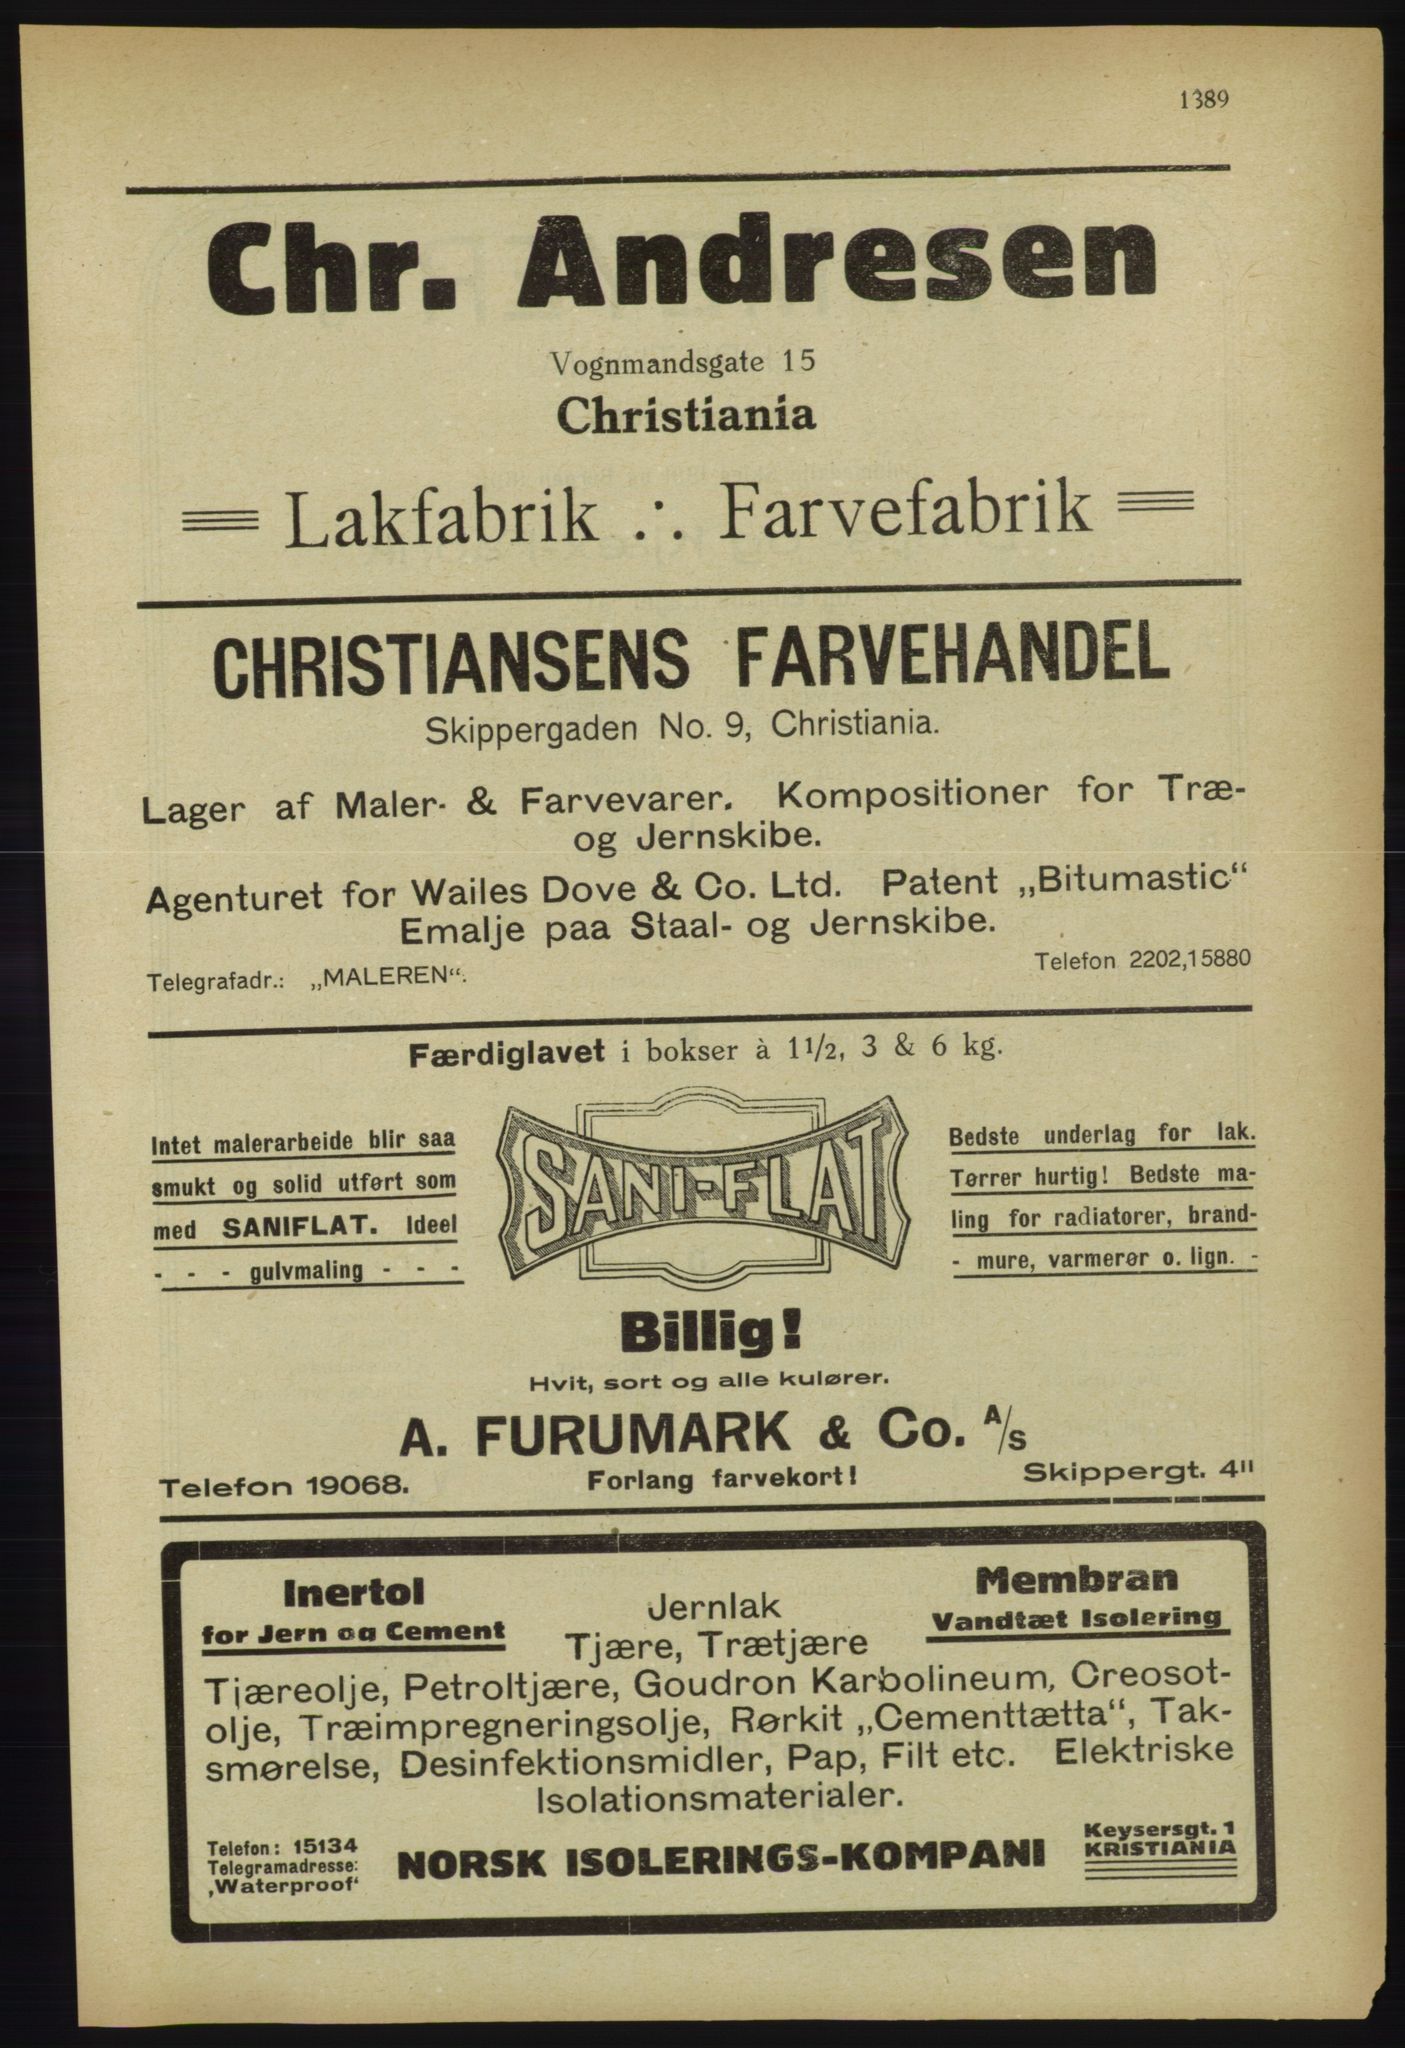 1389
Chr. Andresen
Vognmandsgate 15
Christiania
Lakfabrik ∴ Farvefabrik
CHRISTIANSENS FARVEHANDEL
Skippergaden No. 9, Christiania.
Lager af Maler- & Farvevarer. Kompositioner for Træ-
og Jernskibe.
Agenturet for Wailes Dove & Co. Ltd. Patent „Bitumastic“
Emalje paa Staal- og Jernskibe.
Telegrafadr.: „MALEREN“.
Telefon 2202,15880
Færdiglavet i bokser à 1 1/2, 3 & 6 kg.
Intet malerarbeide blir saa
smukt og solid utført som
med SANIFLAT. Ideel
- - - gulvmaling - - -
SANI-FLAT
Bedste underlag for lak.
Tørrer hurtig! Bedste ma-
ling for radiatorer, brand-
- mure, varmerør o. lign. -
Billig!
Hvit, sort og alle kulører.
A. FURUMARK & Co. A/S
Telefon 19068.
Forlang farvekort!
Skippergt. 4 II
Inertol
for Jern og Cement
Jernlak
Tjære, Trætjære
Membran
Vandtæt Isolering
Tjæreolje, Petroltjære, Goudron Karbolineum, Creosot-
olje, Træimpregneringsolje, Rørkit „Cementtætta“, Tak-
smørelse, Desinfektionsmidler, Pap, Filt etc. Elektriske
Isolationsmaterialer.
Telefon: 15134
Telegramadresse:
‚Waterproof‘
NORSK ISOLERINGS-KOMPANI
Keysersgt. 1
KRISTIANIA